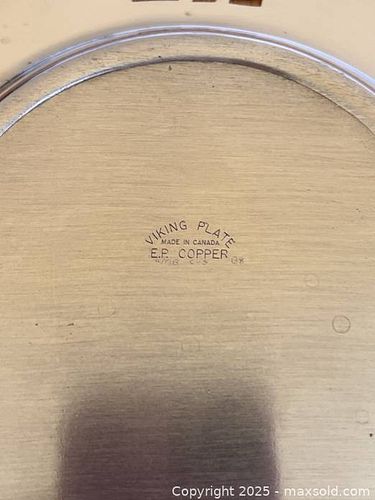 VIKING PLATE
MADE IN CANADA
E.P. COPPER
Copyright © 2025 - maxsold.com